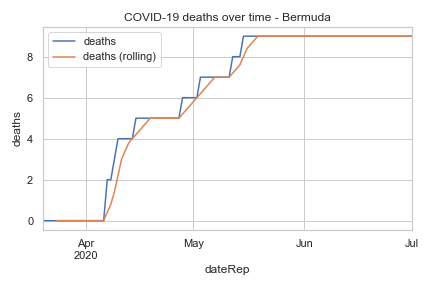 COVID-19 deaths over time - Bermuda
deaths
deaths (rolling)
deaths
8
6
4
2
0
Apr
2020
May
Jun
Jul
dateRep